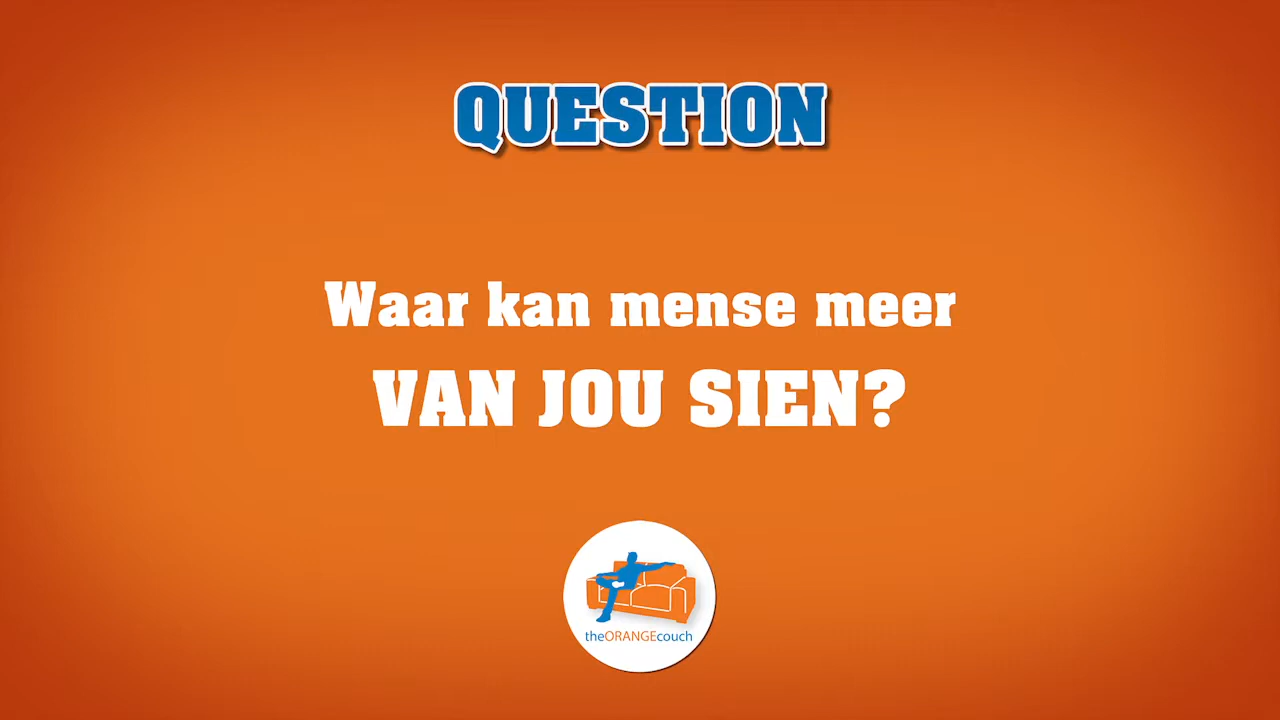 QUESTION
Waar kan mense meer
VAN JOU SIEN?
theORANGEcouch